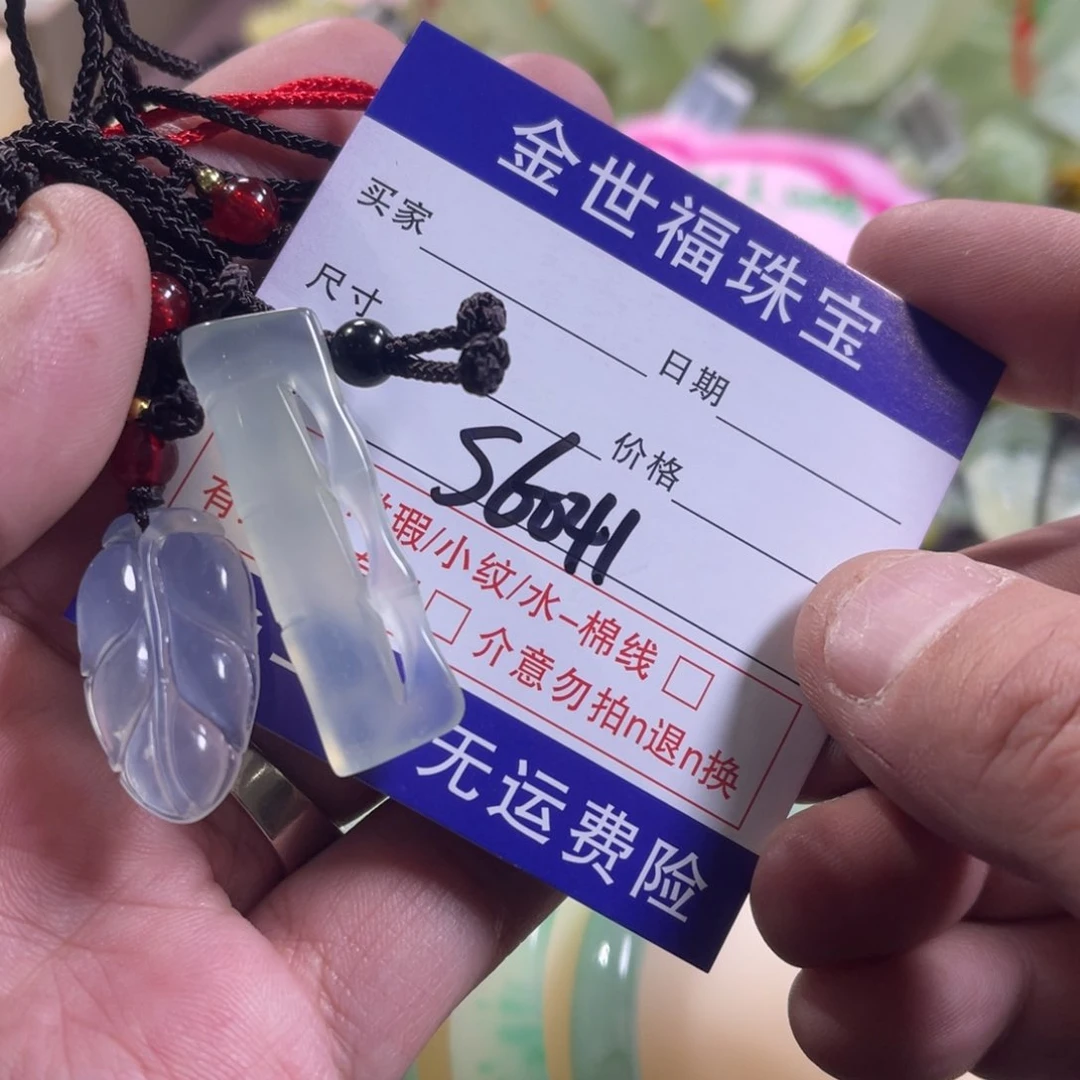 金世福珠宝
买家 日期
尺寸 价格
S6041
有 瑕/小纹/水-棉线
介意勿拍n退n换
无运费险